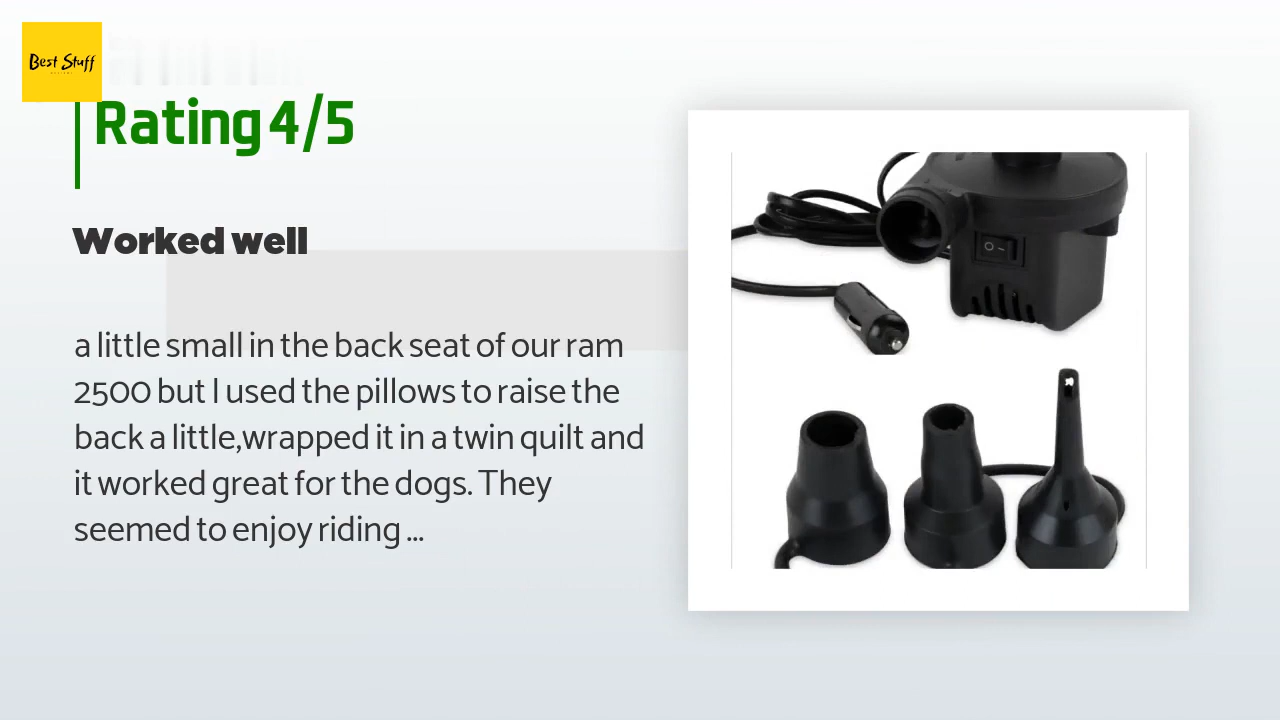 Best Stuff
Rating 4/5
Worked well
a little small in the back seat of our ram
2500 but I used the pillows to raise the
back a little,wrapped it in a twin quilt and
it worked great for the dogs. They
seemed to enjoy riding ...